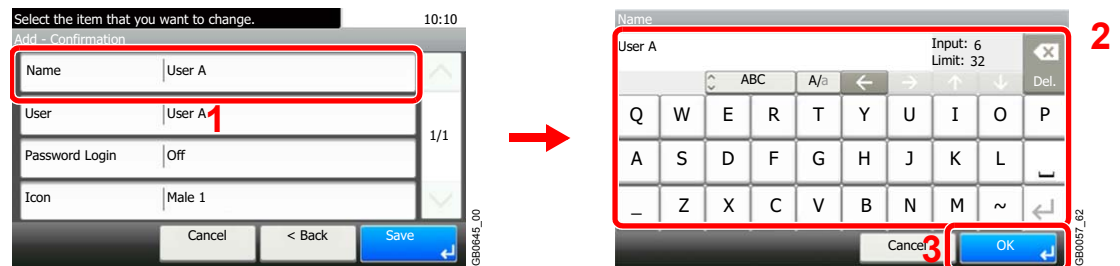 Select the item that you want to change. 10:10
Add - Confirmation
Name User A
User User A
1
1/1
Password Login Off
Icon Male 1
Cancel < Back Save
GB0645_00
Name
User A Input: 6
Limit: 32
2
ABC A/a Del.
Q W E R T Y U I O P
A S D F G H J K L
_ Z X C V B N M ~
Cancel 3 OK
GB0057_62